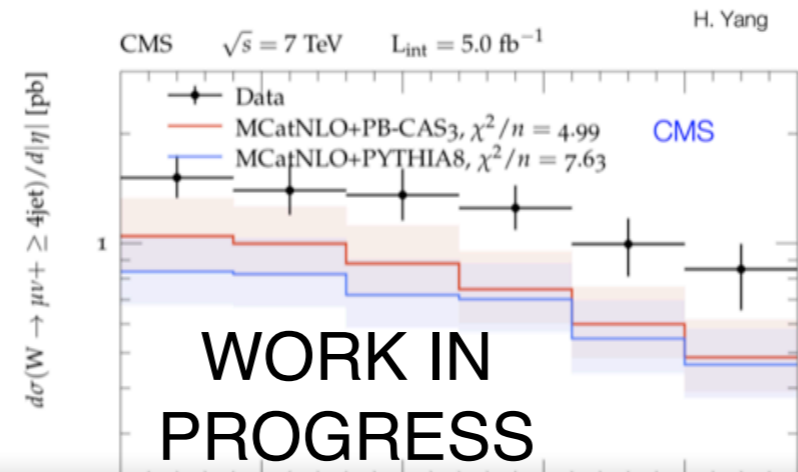 H. Yang
CMS √s = 7 TeV L_int = 5.0 fb⁻¹
dσ(W → μν+ ≥ 4jet)/d|η| [pb]
Data
MCatNLO+PB-CAS3, χ²/n = 4.99
CMS
MCatNLO+PYTHIA8, χ²/n = 7.63
1
WORK IN
PROGRESS